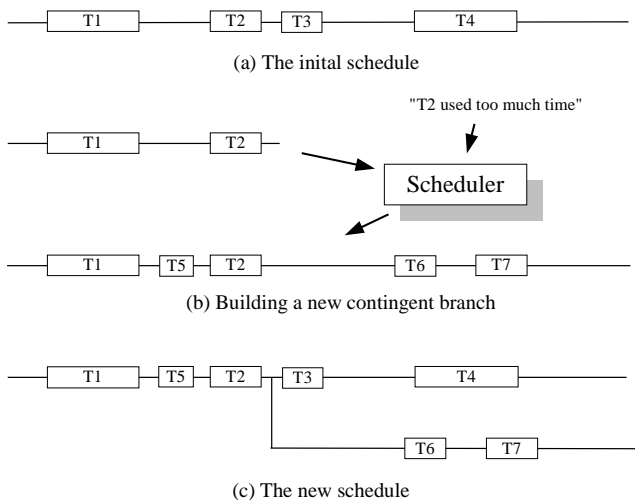 T1 T2 T3 T4
(a) The inital schedule
"T2 used too much time"
T1 T2
Scheduler
T1 T5 T2 T6 T7
(b) Building a new contingent branch
T1 T5 T2 T3 T4
T6 T7
(c) The new schedule